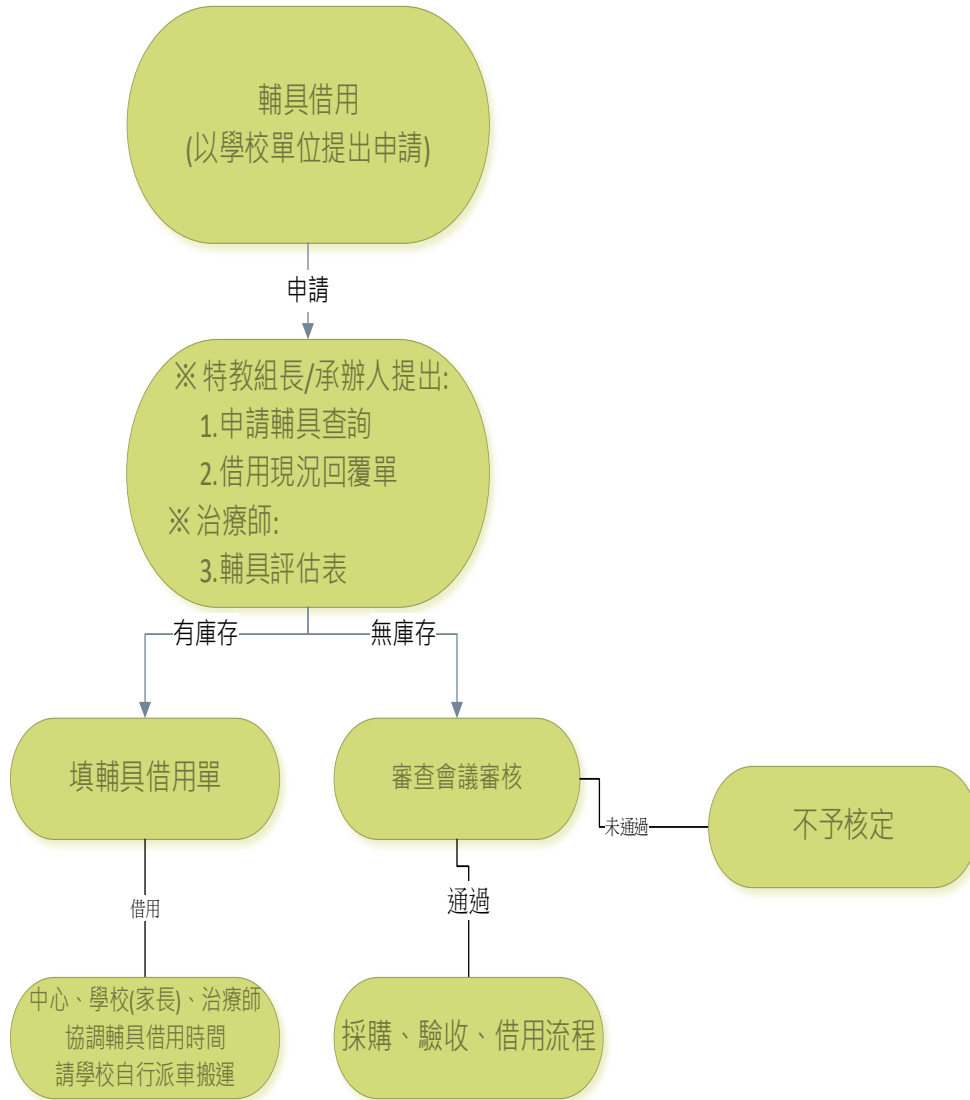 輔具借用
(以學校單位提出申請)
申請
※特教組長/承辦人提出:
1.申請輔具查詢
2.借用現況回覆單
※治療師:
3.輔具評估表
有庫存
無庫存
填輔具借用單
審查會議審核
未通過
不予核定
借用
通過
中心、學校(家長)、治療師
協調輔具借用時間
請學校自行派車搬運
採購、驗收、借用流程